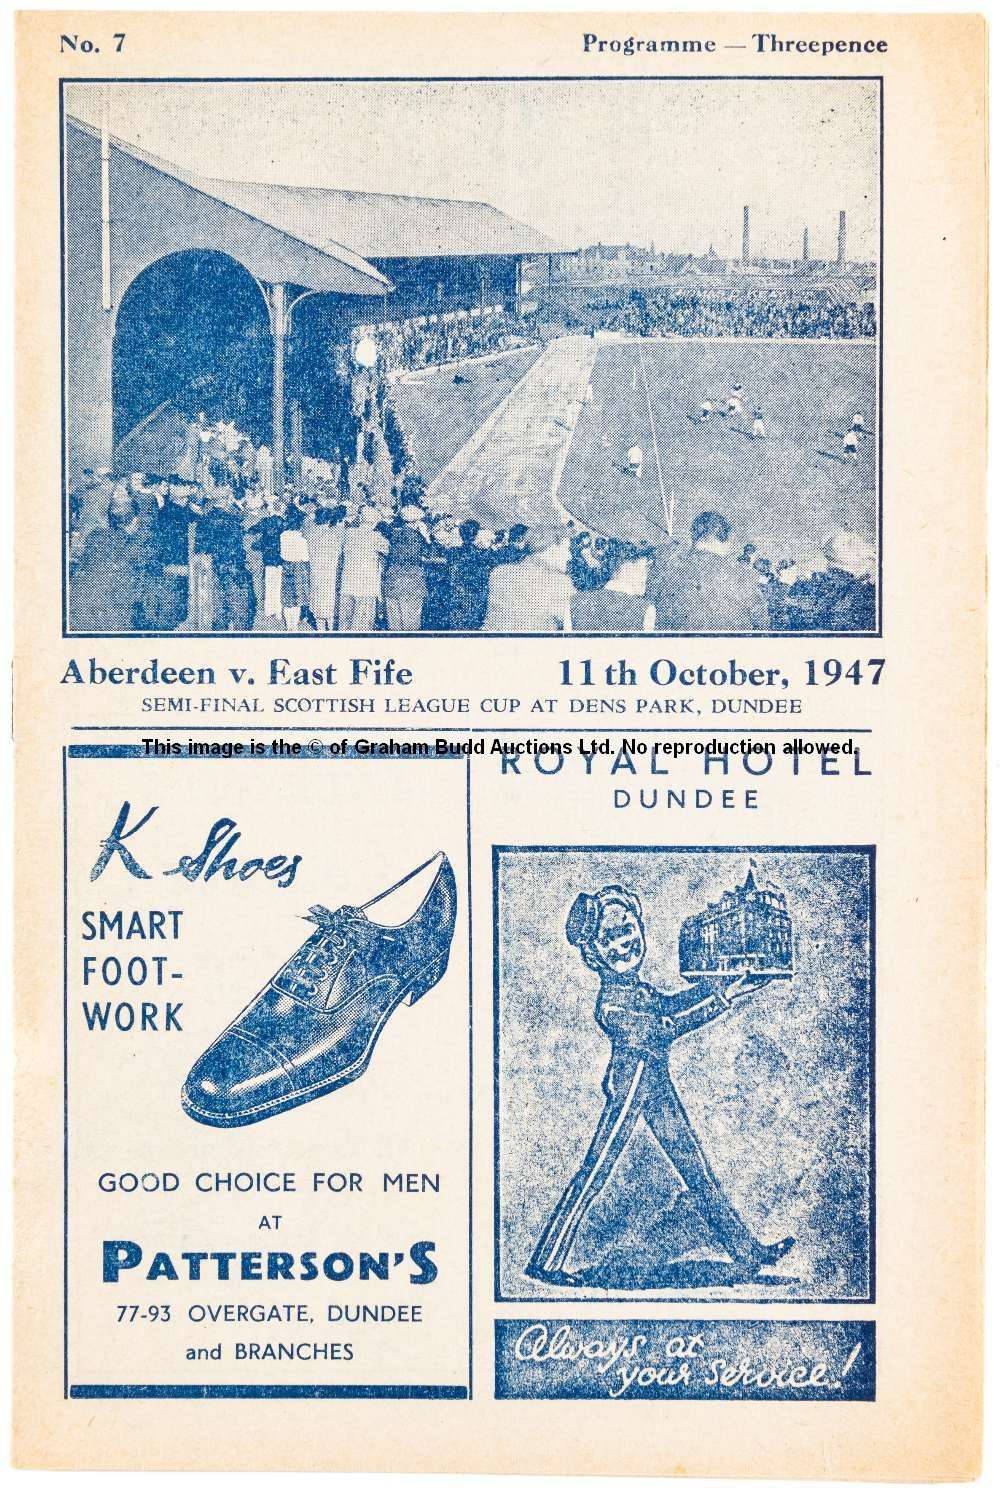 No. 7
Programme — Threepence
Aberdeen v. East Fife
11th October, 1947
SEMI-FINAL SCOTTISH LEAGUE CUP AT DENS PARK, DUNDEE
This image is the © of Graham Budd Auctions Ltd. No reproduction allowed.
K Shoes
SMART
FOOT-
WORK
GOOD CHOICE FOR MEN
AT
PATTERSON'S
77-93 OVERGATE, DUNDEE
and BRANCHES
ROYAL HOTEL
DUNDEE
Always at
your service!